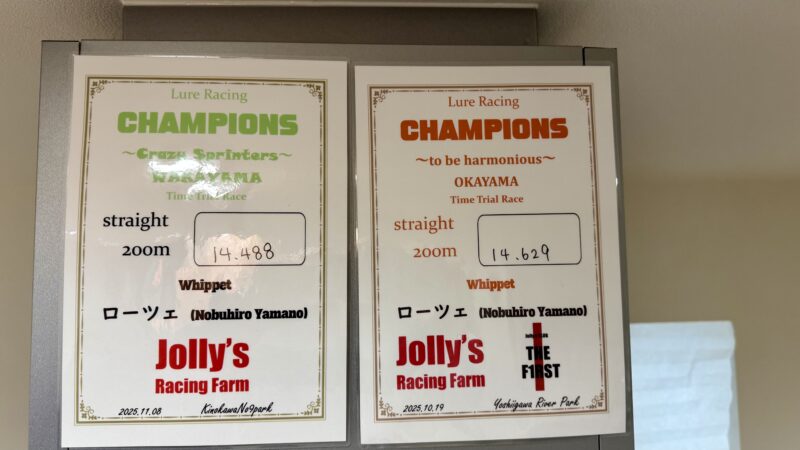 Lure Racing
CHAMPIONS
~Crazy Sprinters~
WAKAYAMA
Time Trial Race
straight
200m
14.488
Whippet
ローツェ (Nobuhiro Yamano)
Jolly's
Racing Farm
2025.11.08 KinokawaNo9park
Lure Racing
CHAMPIONS
~to be harmonious~
OKAYAMA
Time Trial Race
straight
200m
14.629
Whippet
ローツェ (Nobuhiro Yamano)
Jolly's
Racing Farm
THE
F1RST
2025.10.19 Yoshiigawa River Park